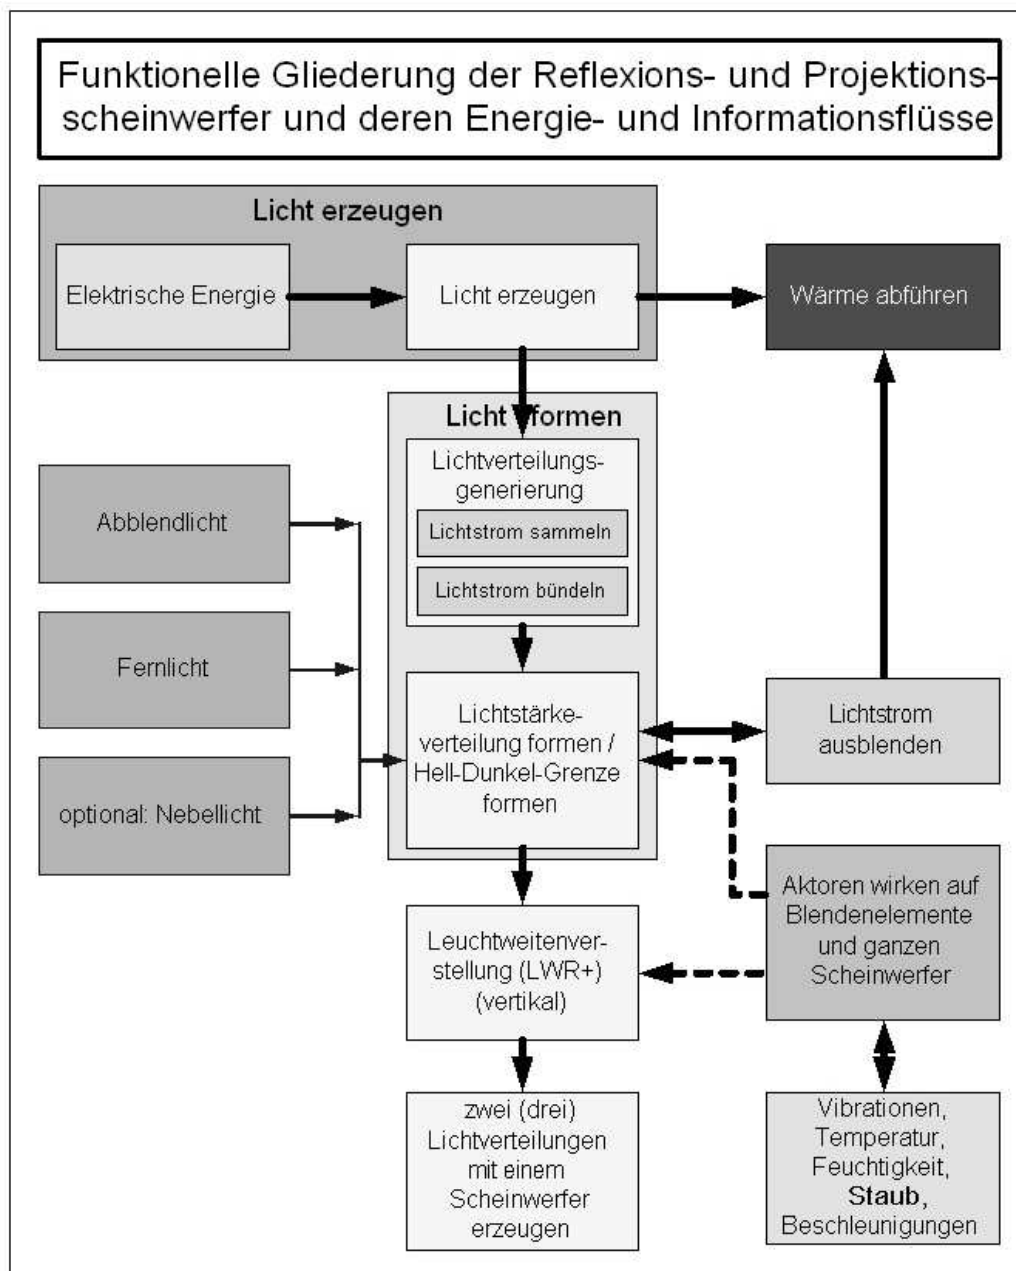 Funktionelle Gliederung der Reflexions- und Projektions-
scheinwerfer und deren Energie- und Informationsflüsse
Licht erzeugen
Elektrische Energie
Licht erzeugen
Wärme abführen
Licht formen
Lichtverteilungs-
generierung
Lichtstrom sammeln
Lichtstrom bündeln
Abblendlicht
Fernlicht
optional: Nebellicht
Lichtstärke-
verteilung formen /
Hell-Dunkel-Grenze
formen
Lichtstrom
ausblenden
Aktoren wirken auf
Blendenelemente
und ganzen
Scheinwerfer
Leuchtweitenver-
stellung (LWR+)
(vertikal)
zwei (drei)
Lichtverteilungen
mit einem
Scheinwerfer
erzeugen
Vibrationen,
Temperatur,
Feuchtigkeit,
Staub,
Beschleunigungen